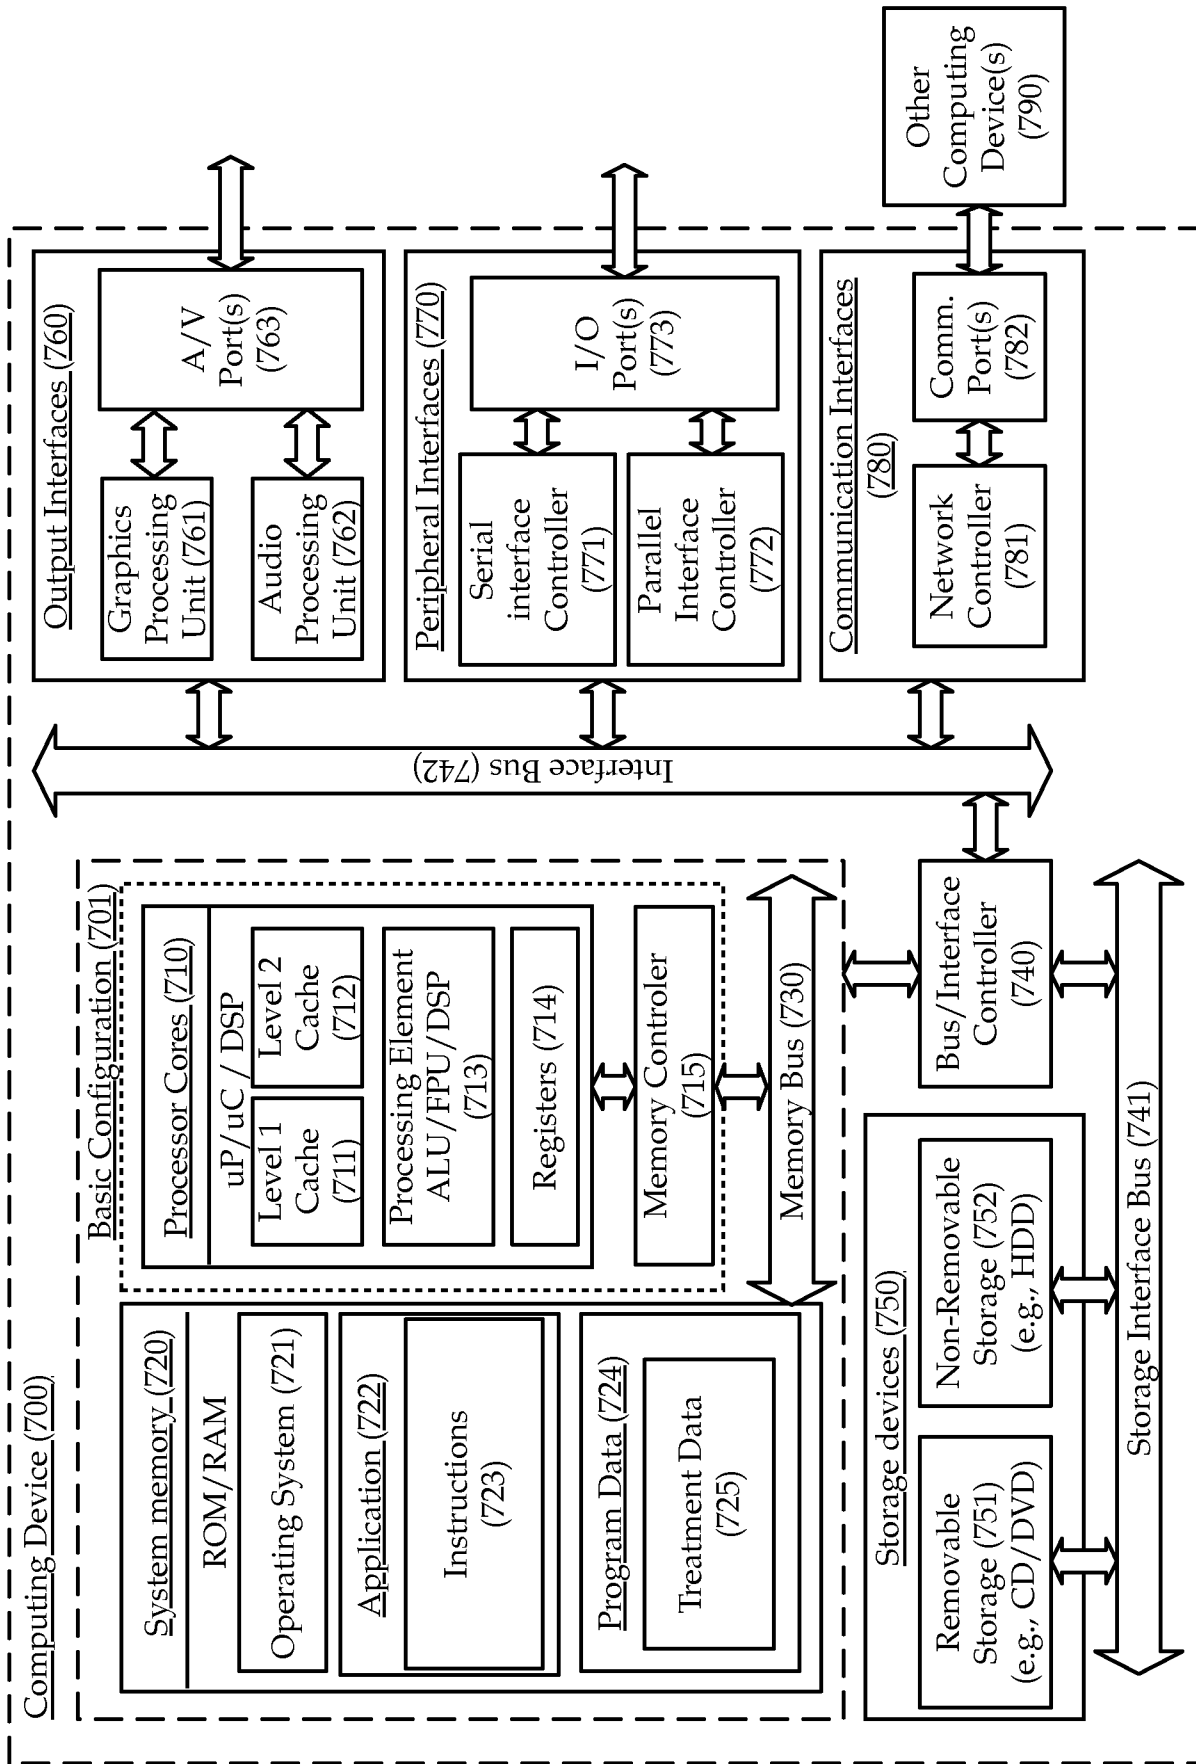 Computing Device (700)
Basic Configuration (701)
System memory (720)
ROM/RAM
Operating System (721)
Application (722)
Instructions
(723)
Program Data (724)
Treatment Data
(725)
Processor Cores (710)
uP/uC / DSP
Level 1
Cache
(711)
Level 2
Cache
(712)
Processing Element
ALU/FPU/DSP
(713)
Registers (714)
Memory Controler
(715)
Memory Bus (730)
Storage devices (750)
Removable
Storage (751)
(e.g., CD/DVD)
Non-Removable
Storage (752)
(e.g., HDD)
Bus/Interface
Controller
(740)
Storage Interface Bus (741)
Interface Bus (742)
Output Interfaces (760)
Graphics
Processing
Unit (761)
Audio
Processing
Unit (762)
A/V
Port(s)
(763)
Peripheral Interfaces (770)
Serial
interface
Controller
(771)
Parallel
Interface
Controller
(772)
I/O
Port(s)
(773)
Communication Interfaces
(780)
Network
Controller
(781)
Comm.
Port(s)
(782)
Other
Computing
Device(s)
(790)